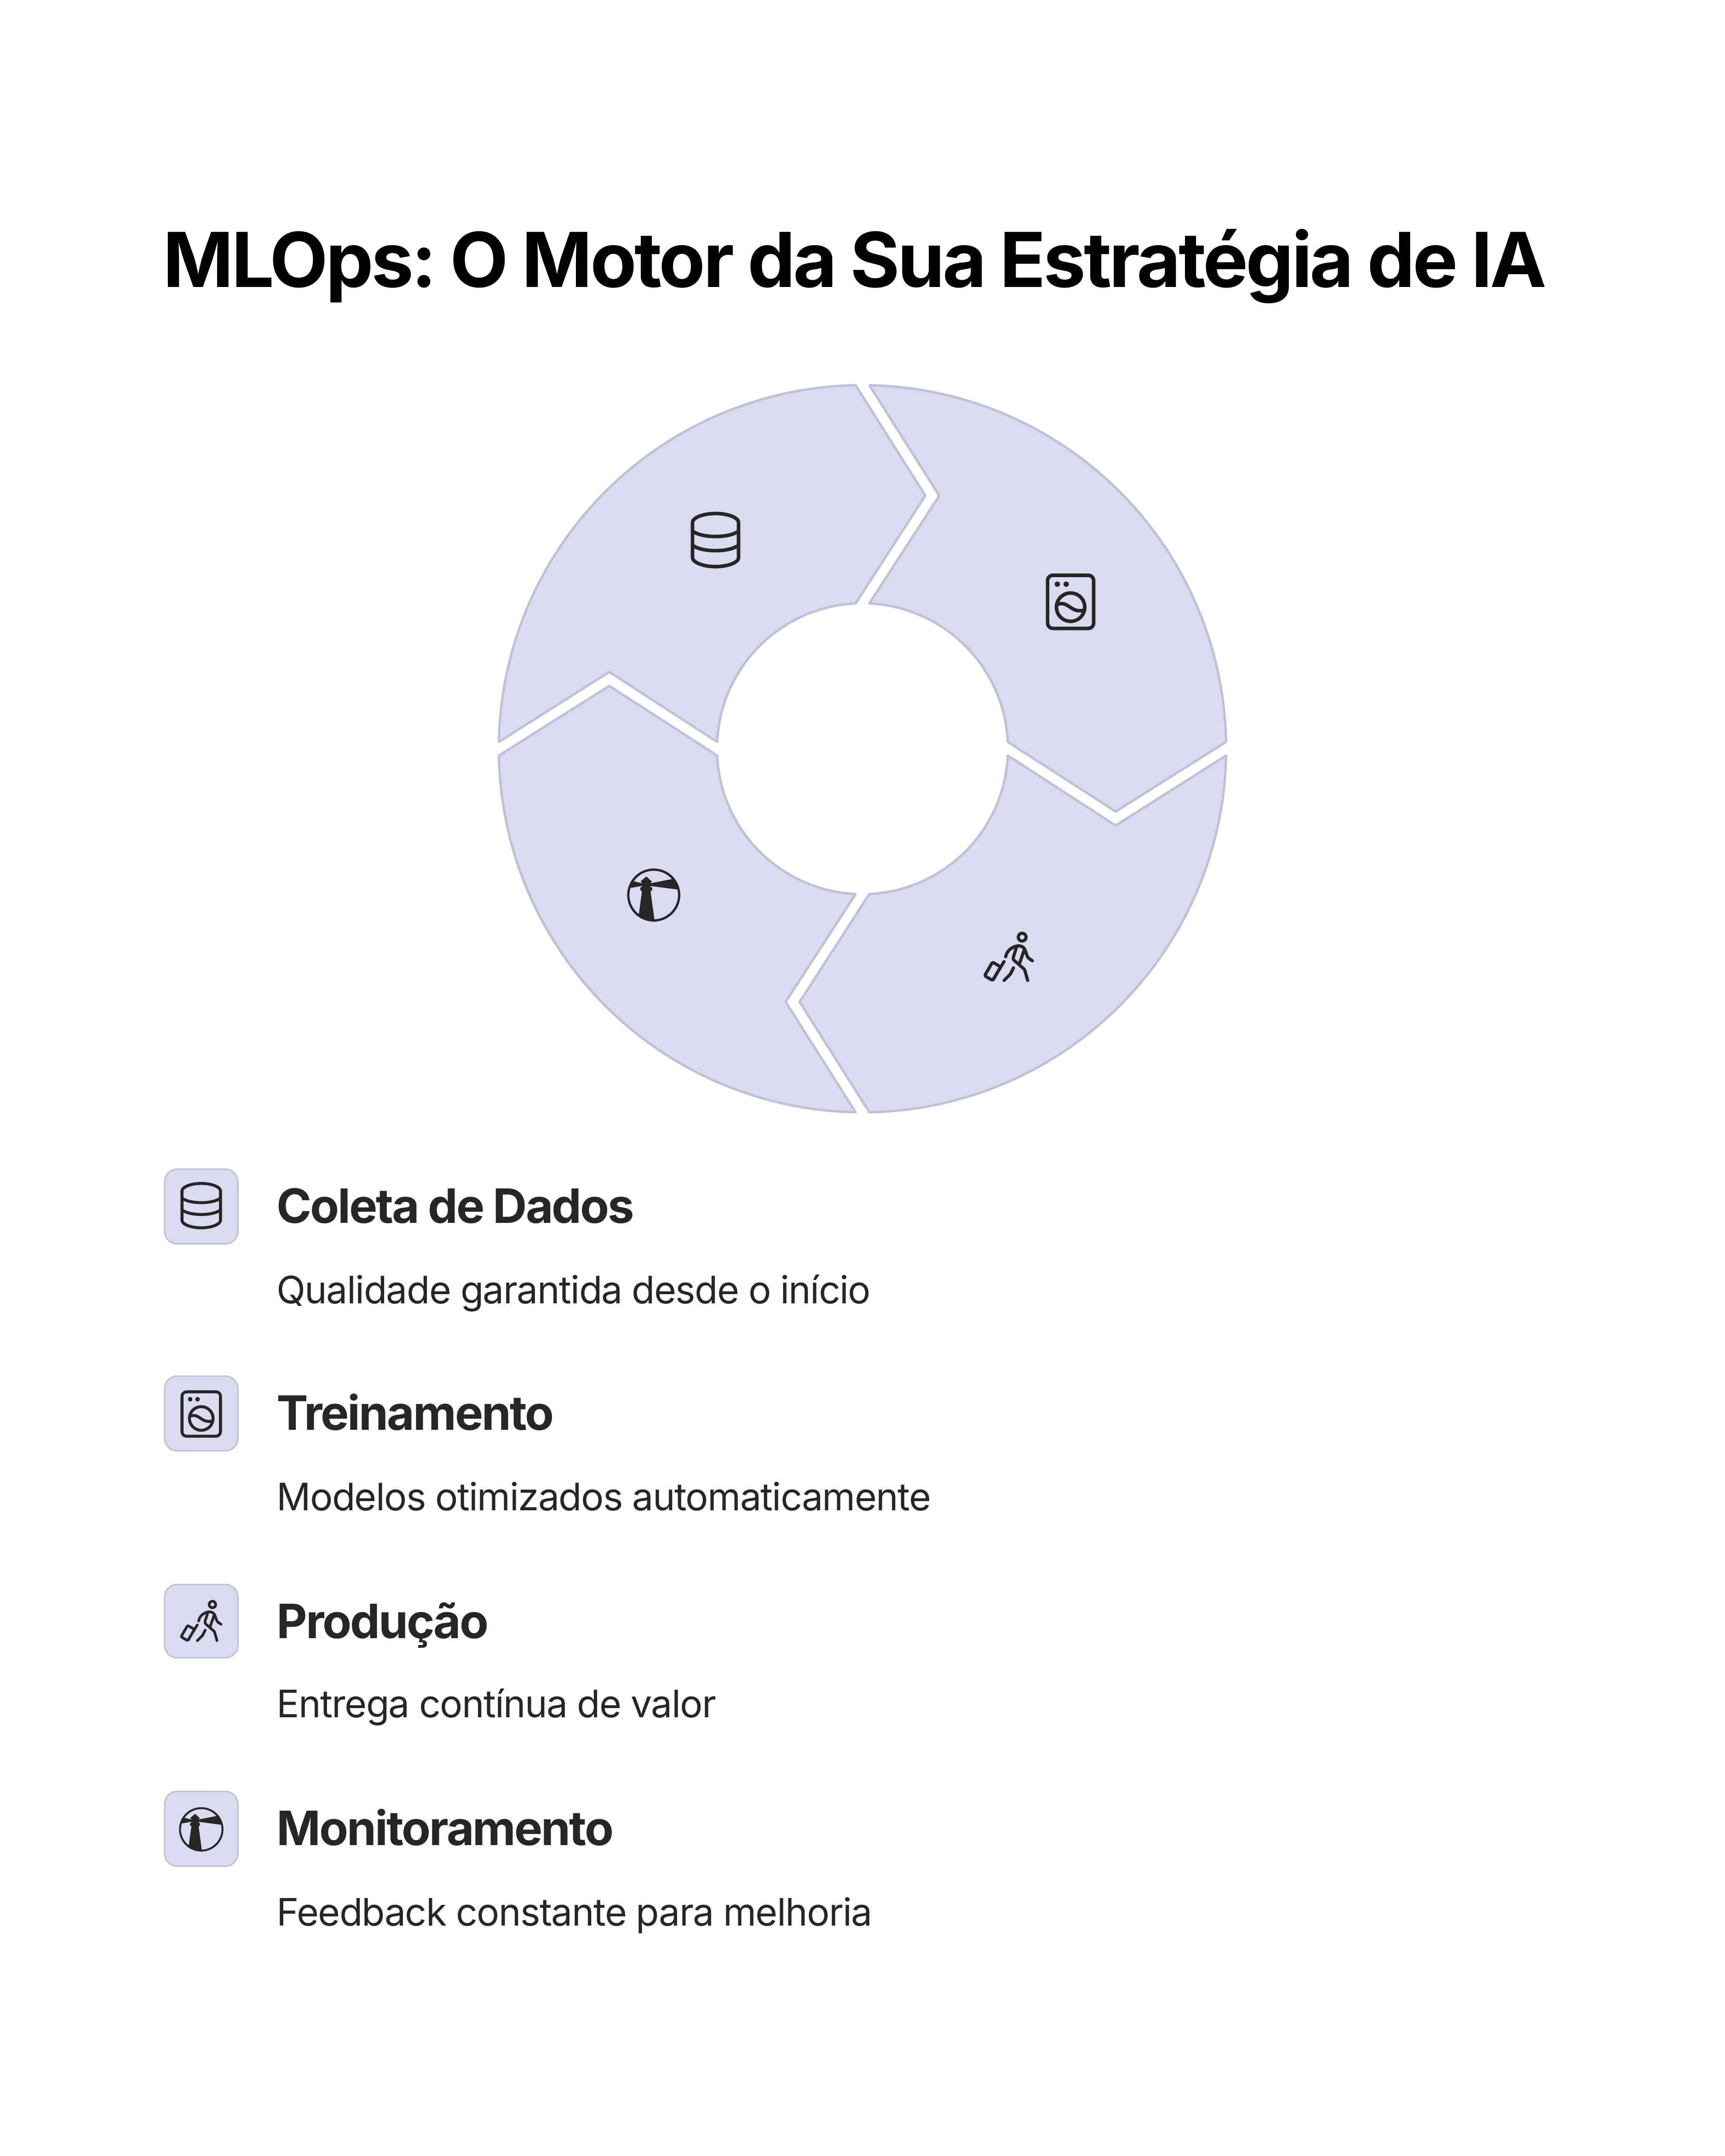 MLOps: O Motor da Sua Estratégia de IA
Coleta de Dados
Qualidade garantida desde o início
Treinamento
Modelos otimizados automaticamente
Produção
Entrega contínua de valor
Monitoramento
Feedback constante para melhoria